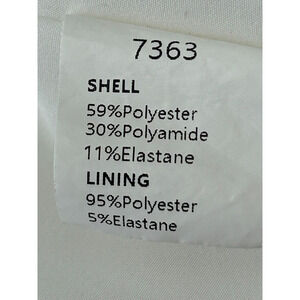 7363
SHELL
59%Polyester
30%Polyamide
11%Elastane
LINING
95%Polyester
5%Elastane